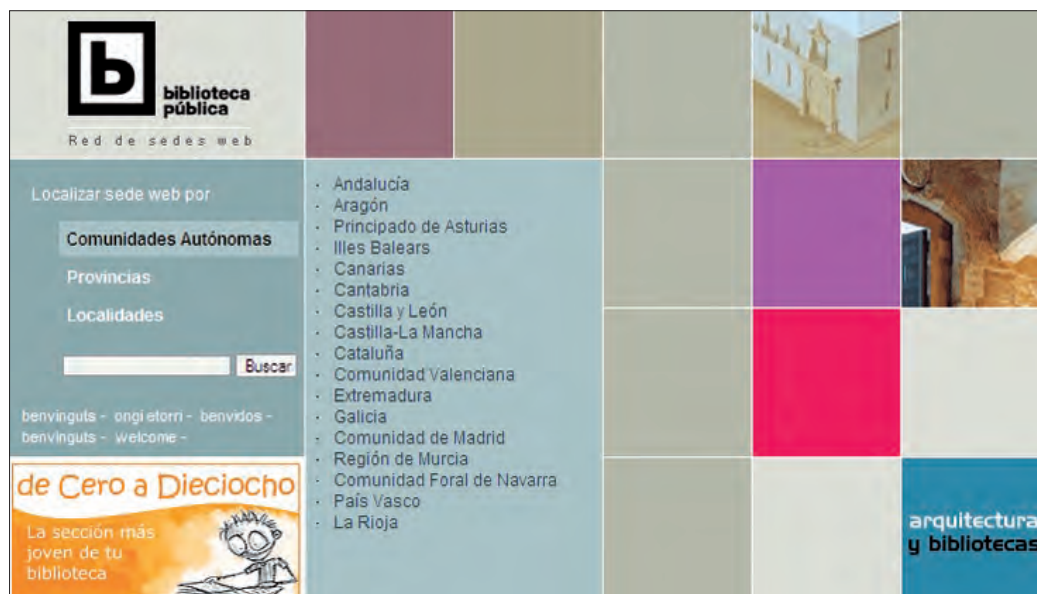 b
biblioteca
pública
Red de sedes web
Localizar sede web por
Comunidades Autónomas
Provincias
Localidades
Buscar
benvinguts - ongi etorri - benvidos -
benvinguts - welcome -
de Cero a Dieciocho
La sección más
joven de tu
biblioteca
· Andalucía
· Aragón
· Principado de Asturias
· Illes Balears
· Canarias
· Cantabria
· Castilla y León
· Castilla-La Mancha
· Cataluña
· Comunidad Valenciana
· Extremadura
· Galicia
· Comunidad de Madrid
· Región de Murcia
· Comunidad Foral de Navarra
· País Vasco
· La Rioja
arquitectura
y bibliotecas